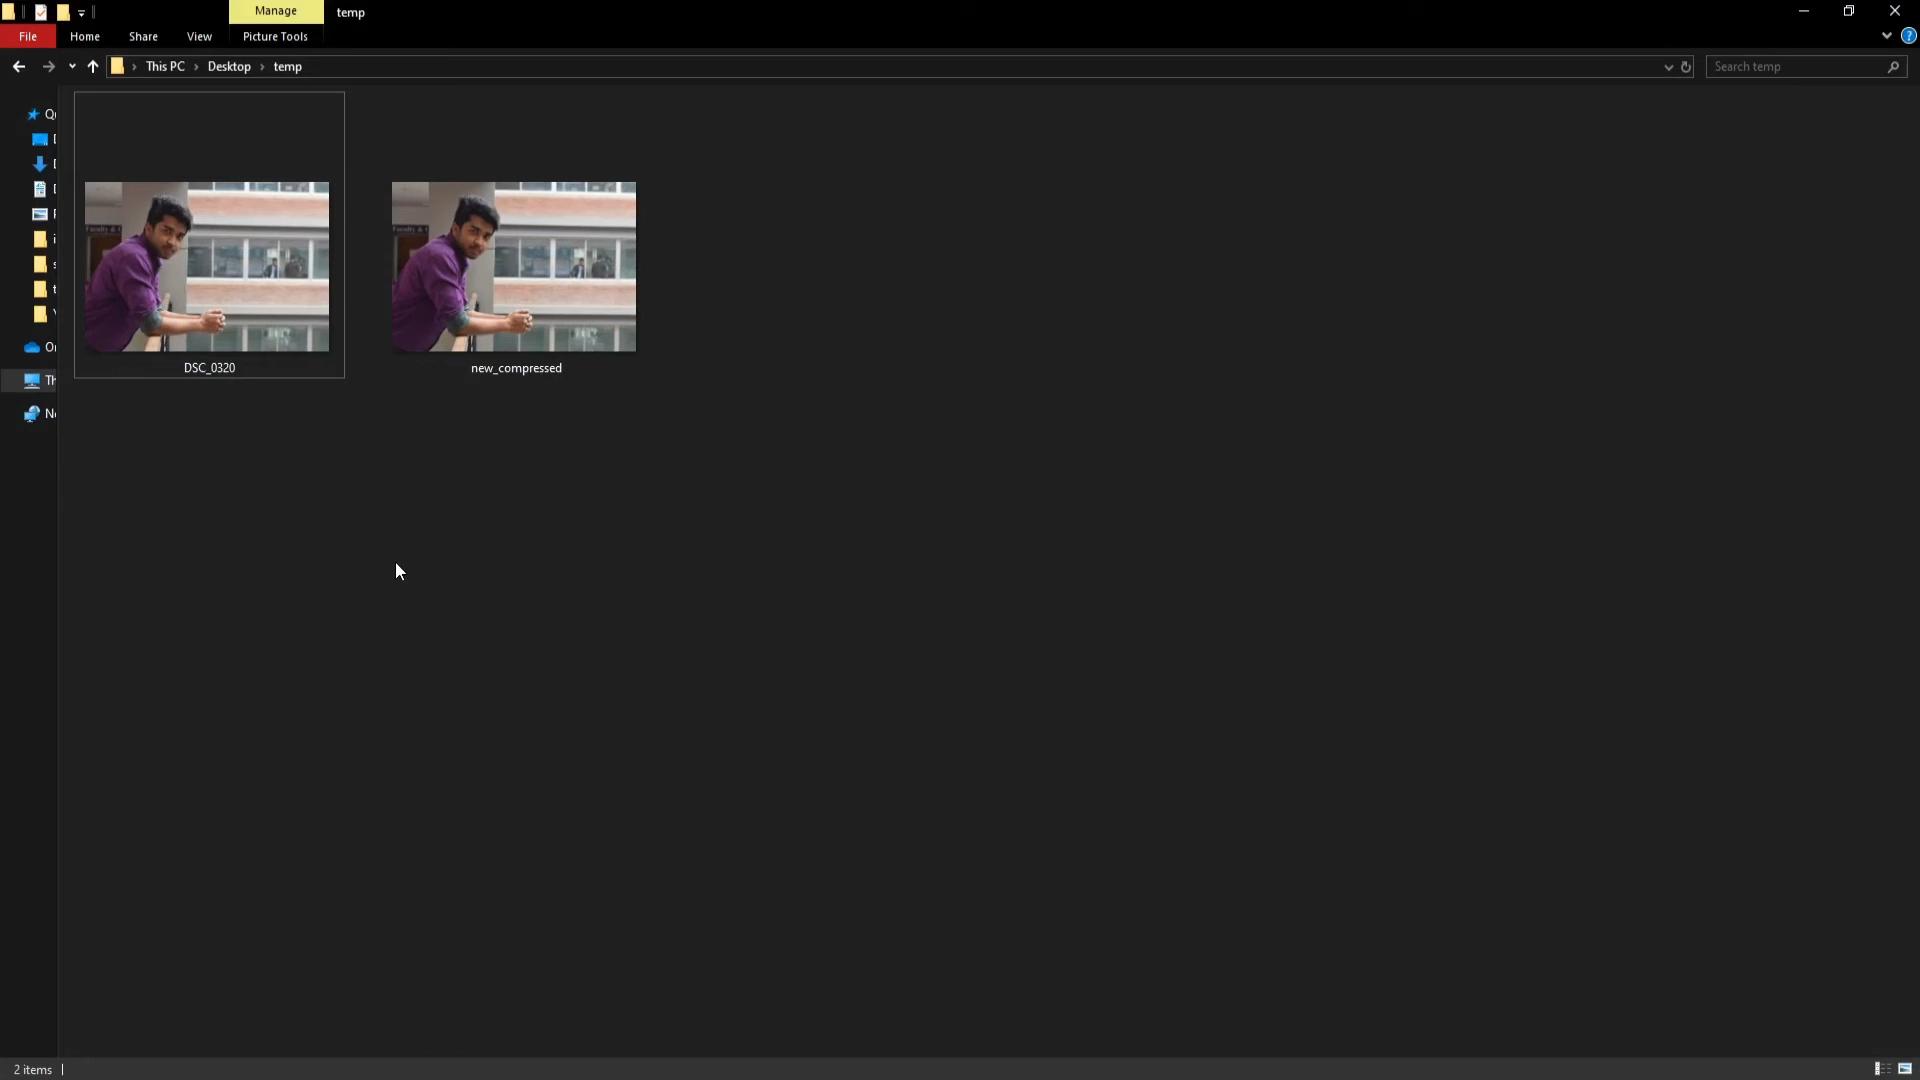 Manage
temp
File
Home
Share
View
Picture Tools
This PC
Desktop
temp
Search temp
DSC_0320
new_compressed
2 items